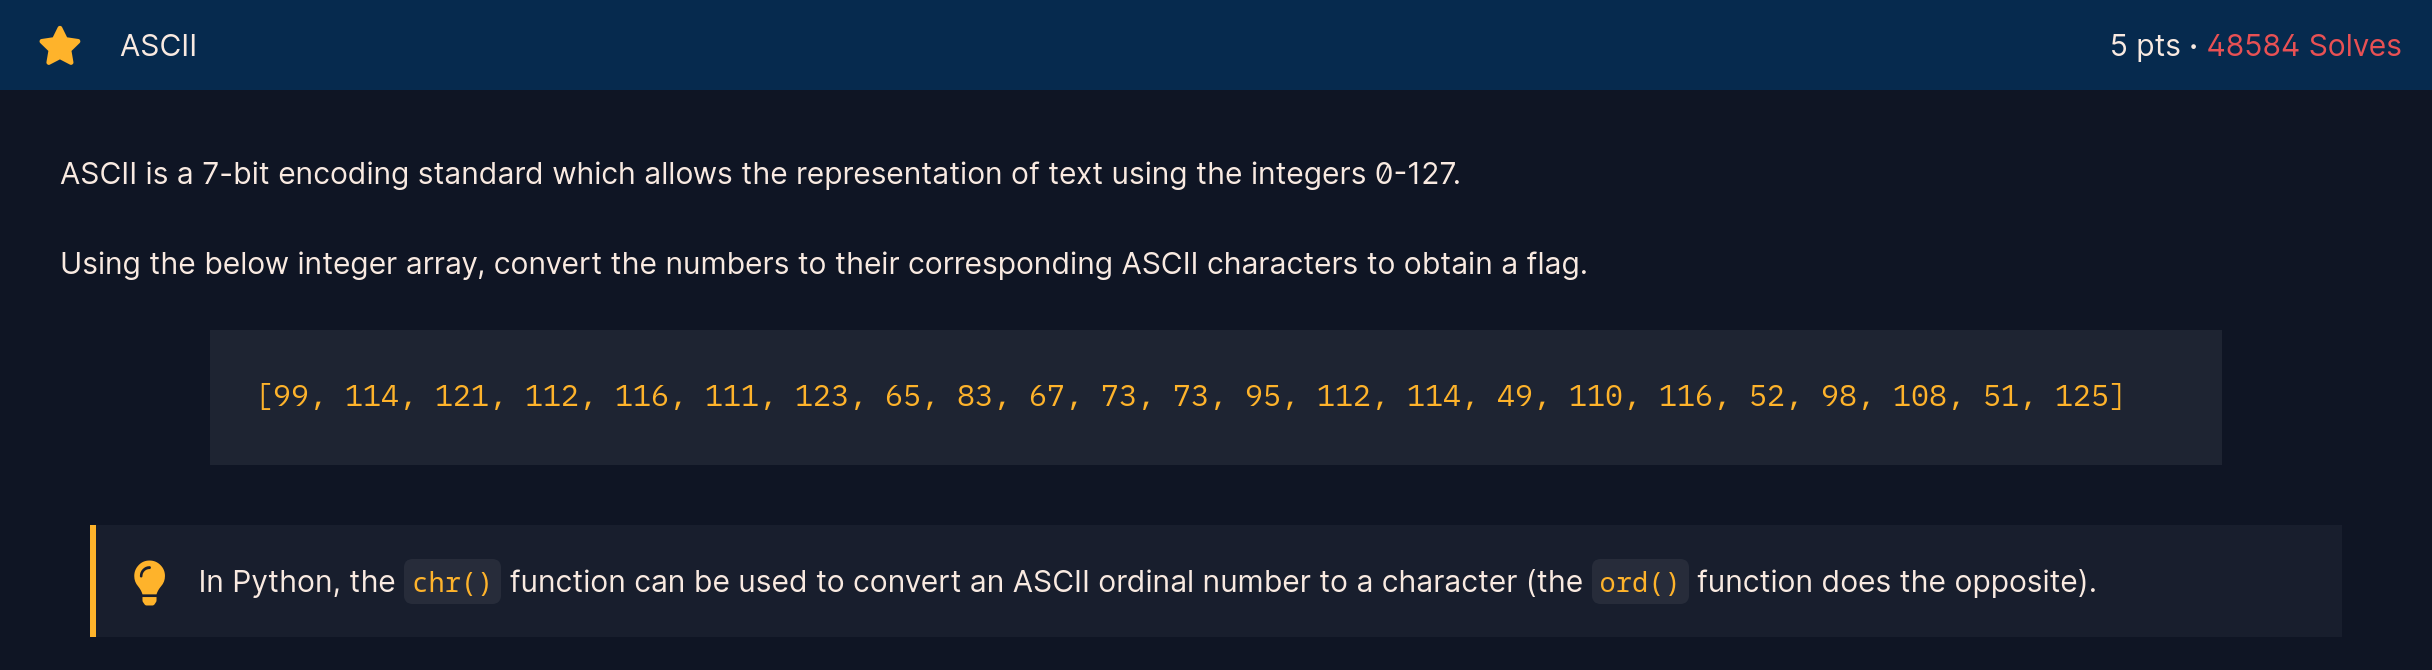 ASCII
5 pts · 48584 Solves
ASCII is a 7-bit encoding standard which allows the representation of text using the integers 0-127.
Using the below integer array, convert the numbers to their corresponding ASCII characters to obtain a flag.
[99, 114, 121, 112, 116, 111, 123, 65, 83, 67, 73, 73, 95, 112, 114, 49, 110, 116, 52, 98, 108, 51, 125]
In Python, the chr() function can be used to convert an ASCII ordinal number to a character (the ord() function does the opposite).